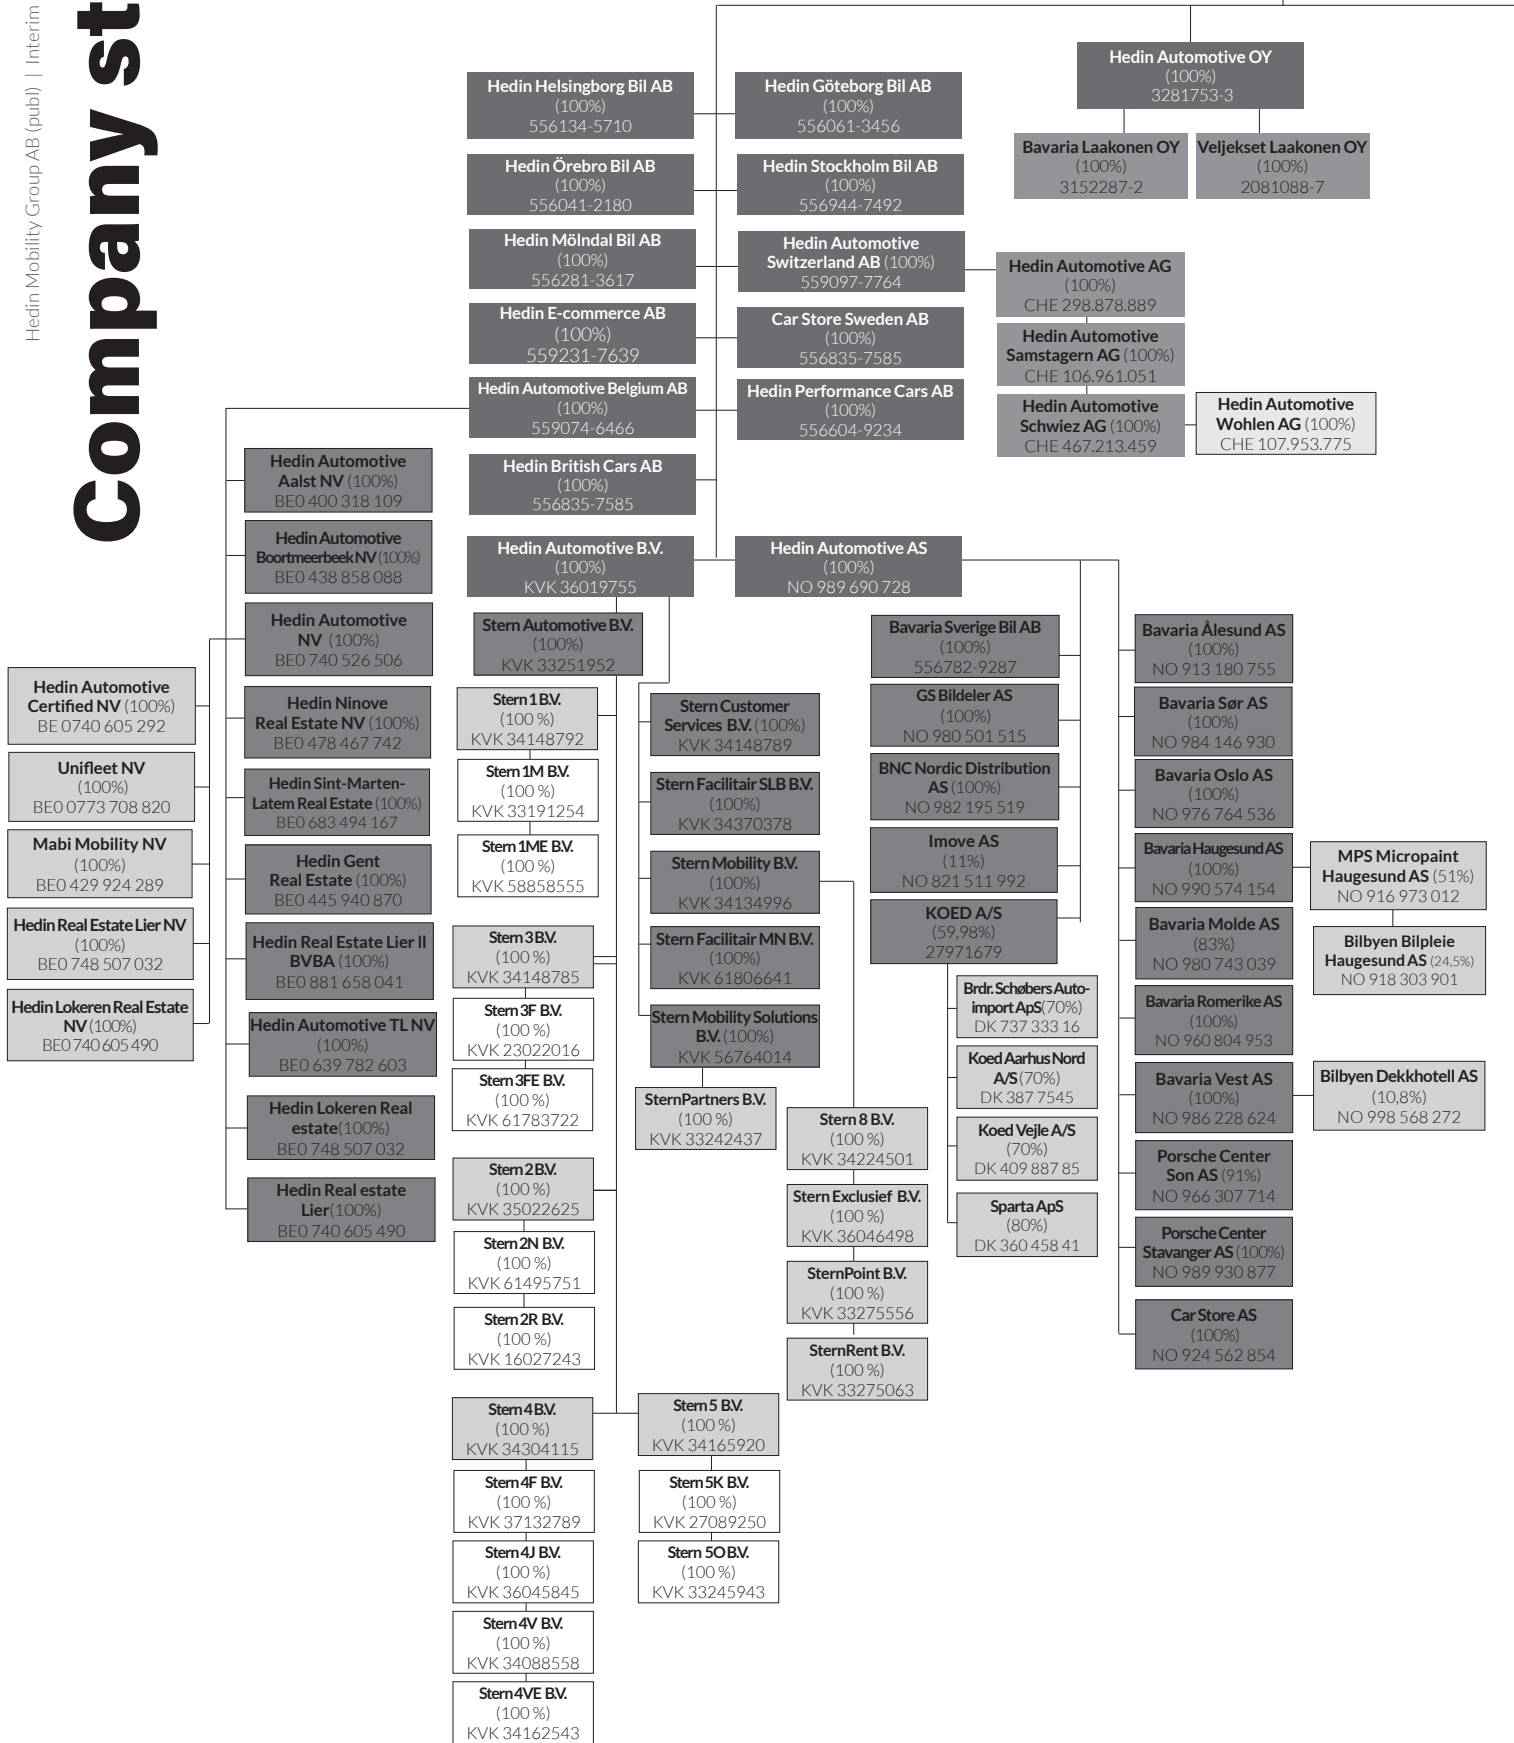 Hedin Mobility Group AB (publ) | Interim
Company st
Hedin Automotive OY
(100%)
3281753-3
Bavaria Laakonen OY
(100%)
3152287-2
Veljekset Laakonen OY
(100%)
2081088-7
Hedin Helsingborg Bil AB
(100%)
556134-5710
Hedin Göteborg Bil AB
(100%)
556061-3456
Hedin Örebro Bil AB
(100%)
556041-2180
Hedin Stockholm Bil AB
(100%)
556944-7492
Hedin Mölndal Bil AB
(100%)
556281-3617
Hedin Automotive
Switzerland AB (100%)
559097-7764
Hedin E-commerce AB
(100%)
559231-7639
Car Store Sweden AB
(100%)
556835-7585
Hedin Automotive Belgium AB
(100%)
559074-6466
Hedin Performance Cars AB
(100%)
556604-9234
Hedin British Cars AB
(100%)
556835-7585
Hedin Automotive AG
(100%)
CHE 298.878.889
Hedin Automotive
Samstagern AG (100%)
CHE 106.961.051
Hedin Automotive
Schwiez AG (100%)
CHE 467.213.459
Hedin Automotive
Wohlen AG (100%)
CHE 107.953.775
Hedin Automotive B.V.
(100%)
KVK 36019755
Hedin Automotive AS
(100%)
NO 989 690 728
Hedin Automotive
Aalst NV (100%)
BE0 400 318 109
Hedin Automotive
Boortmeerbeek NV (100%)
BE0 438 858 088
Hedin Automotive
NV (100%)
BE0 740 526 506
Hedin Ninove
Real Estate NV (100%)
BE0 478 467 742
Hedin Sint-Marten-
Latem Real Estate (100%)
BE0 683 494 167
Hedin Gent
Real Estate (100%)
BE0 445 940 870
Hedin Real Estate Lier II
BVBA (100%)
BE0 881 658 041
Hedin Automotive TL NV
(100%)
BE0 639 782 603
Hedin Lokeren Real
estate(100%)
BE0 748 507 032
Hedin Real estate
Lier(100%)
BE0 740 605 490
Hedin Automotive
Certified NV (100%)
BE 0740 605 292
Unifleet NV
(100%)
BE0 0773 708 820
Mabi Mobility NV
(100%)
BE0 429 924 289
Hedin Real Estate Lier NV
(100%)
BE0 748 507 032
Hedin Lokeren Real Estate
NV (100%)
BE0 740 605 490
Stern Automotive B.V.
(100%)
KVK 33251952
Stern 1 B.V.
(100 %)
KVK 34148792
Stern 1M B.V.
(100 %)
KVK 33191254
Stern 1ME B.V.
(100 %)
KVK 58858555
Stern 3 B.V.
(100 %)
KVK 34148785
Stern 3F B.V.
(100 %)
KVK 23022016
Stern 3FE B.V.
(100 %)
KVK 61783722
Stern 2 B.V.
(100 %)
KVK 35022625
Stern 2N B.V.
(100 %)
KVK 61495751
Stern 2R B.V.
(100 %)
KVK 16027243
Stern 4 B.V.
(100 %)
KVK 34304115
Stern 4F B.V.
(100 %)
KVK 37132789
Stern 4J B.V.
(100 %)
KVK 36045845
Stern 4V B.V.
(100 %)
KVK 34088558
Stern 4VE B.V.
(100 %)
KVK 34162543
Stern 5 B.V.
(100 %)
KVK 34165920
Stern 5K B.V.
(100 %)
KVK 27089250
Stern 5O B.V.
(100 %)
KVK 33245943
Stern Customer
Services B.V. (100%)
KVK 34148789
Stern Facilitair SLB B.V.
(100%)
KVK 34370378
Stern Mobility B.V.
(100%)
KVK 34134996
Stern Facilitair MN B.V.
(100%)
KVK 61806641
Stern Mobility Solutions
B.V. (100%)
KVK 56764014
SternPartners B.V.
(100 %)
KVK 33242437
Stern 8 B.V.
(100 %)
KVK 34224501
Stern Exclusief B.V.
(100 %)
KVK 36046498
SternPoint B.V.
(100 %)
KVK 33275556
SternRent B.V.
(100 %)
KVK 33275063
Bavaria Sverige Bil AB
(100%)
556782-9287
GS Bildeler AS
(100%)
NO 980 501 515
BNC Nordic Distribution
AS (100%)
NO 982 195 519
Imove AS
(11%)
NO 821 511 992
KOED A/S
(59,98%)
27971679
Brdr. Schøbers Auto-
import ApS(70%)
DK 737 333 16
Koed Aarhus Nord
A/S (70%)
DK 387 7545
Koed Vejle A/S
(70%)
DK 409 887 85
Sparta ApS
(80%)
DK 360 458 41
Bavaria Ålesund AS
(100%)
NO 913 180 755
Bavaria Sør AS
(100%)
NO 984 146 930
Bavaria Oslo AS
(100%)
NO 976 764 536
Bavaria Haugesund AS
(100%)
NO 990 574 154
Bavaria Molde AS
(83%)
NO 980 743 039
Bavaria Romerike AS
(100%)
NO 960 804 953
Bavaria Vest AS
(100%)
NO 986 228 624
Porsche Center
Son AS (91%)
NO 966 307 714
Porsche Center
Stavanger AS (100%)
NO 989 930 877
Car Store AS
(100%)
NO 924 562 854
MPS Micropaint
Haugesund AS (51%)
NO 916 973 012
Bilbyen Bilpleie
Haugesund AS (24,5%)
NO 918 303 901
Bilbyen Dekkhotell AS
(10,8%)
NO 998 568 272